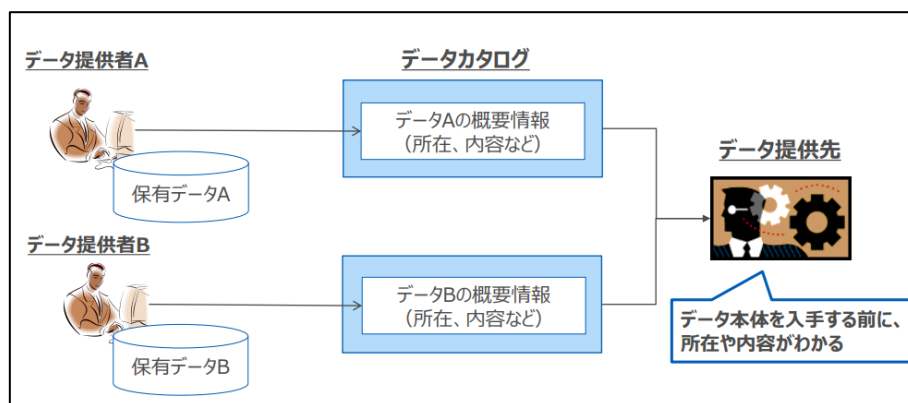 データ提供者A
データカタログ
データAの概要情報
（所在、内容など）
保有データA
データ提供先
データ提供者B
データBの概要情報
（所在、内容など）
保有データB
データ本体を入手する前に、
所在や内容がわかる